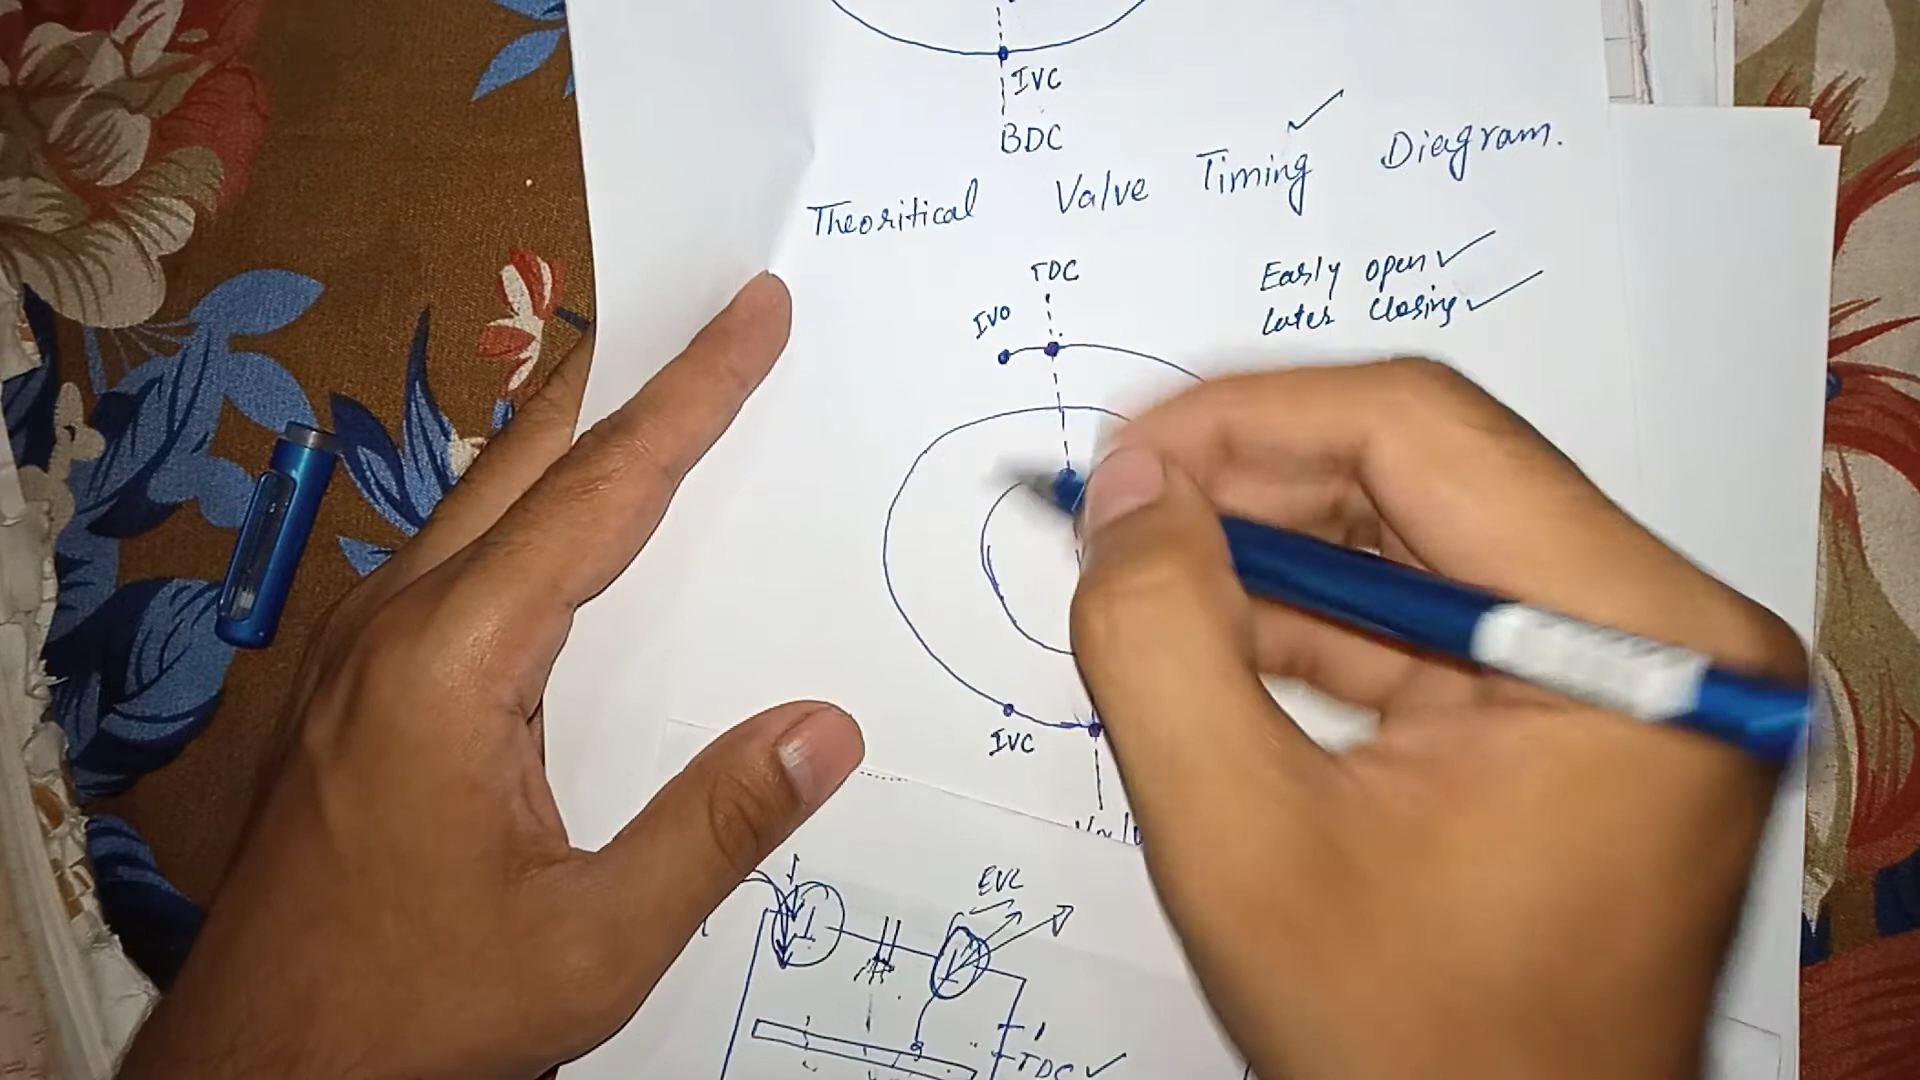 IVC
BDC
Theoritical Valve Timing Diagram.
TDC
Early open
later closing
IVO
IVC
EVC
TDC